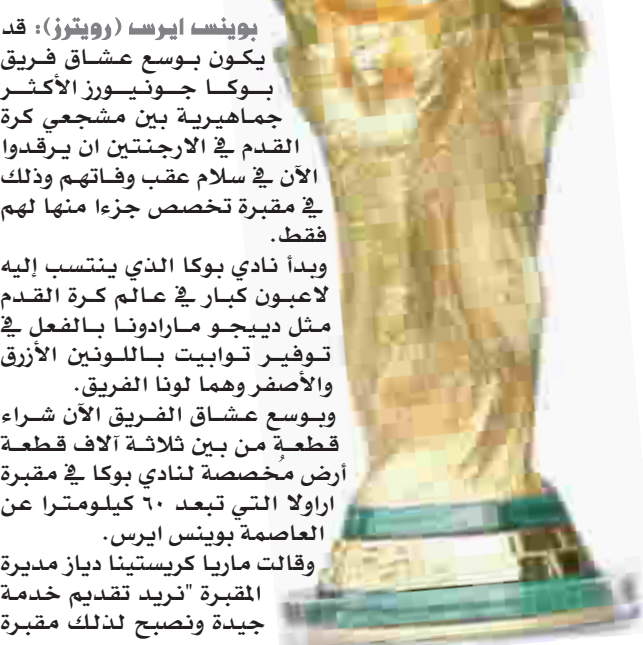 بوينس ايرس (رويترز): قد
يكون بوسع عشاق فريق
بوكا جونيورز الأكثر
جماهيرية بين مشجعي كرة
القدم في الارجنتين ان يرقدوا
الآن في سلام عقب وفاتهم وذلك
في مقبرة تخصص جزءا منها لهم
فقط.
وبدأ نادي بوكا الذي ينتسب إليه
لاعبون كبار في عالم كرة القدم
مثل دييجو مارادونا بالفعل في
توفير توابيت باللونين الأزرق
والأصفر وهما لونا الفريق.
وبوسع عشاق الفريق الآن شراء
قطعة من بين ثلاثة آلاف قطعة
أرض مُخصصة لنادي بوكا في مقبرة
اراولا التي تبعد ٦٠ كيلومترا عن
العاصمة بوينس ايرس.
وقالت ماريا كريستينا دياز مديرة
المقبرة "نريد تقديم خدمة
جيدة ونصبح لذلك مقبرة